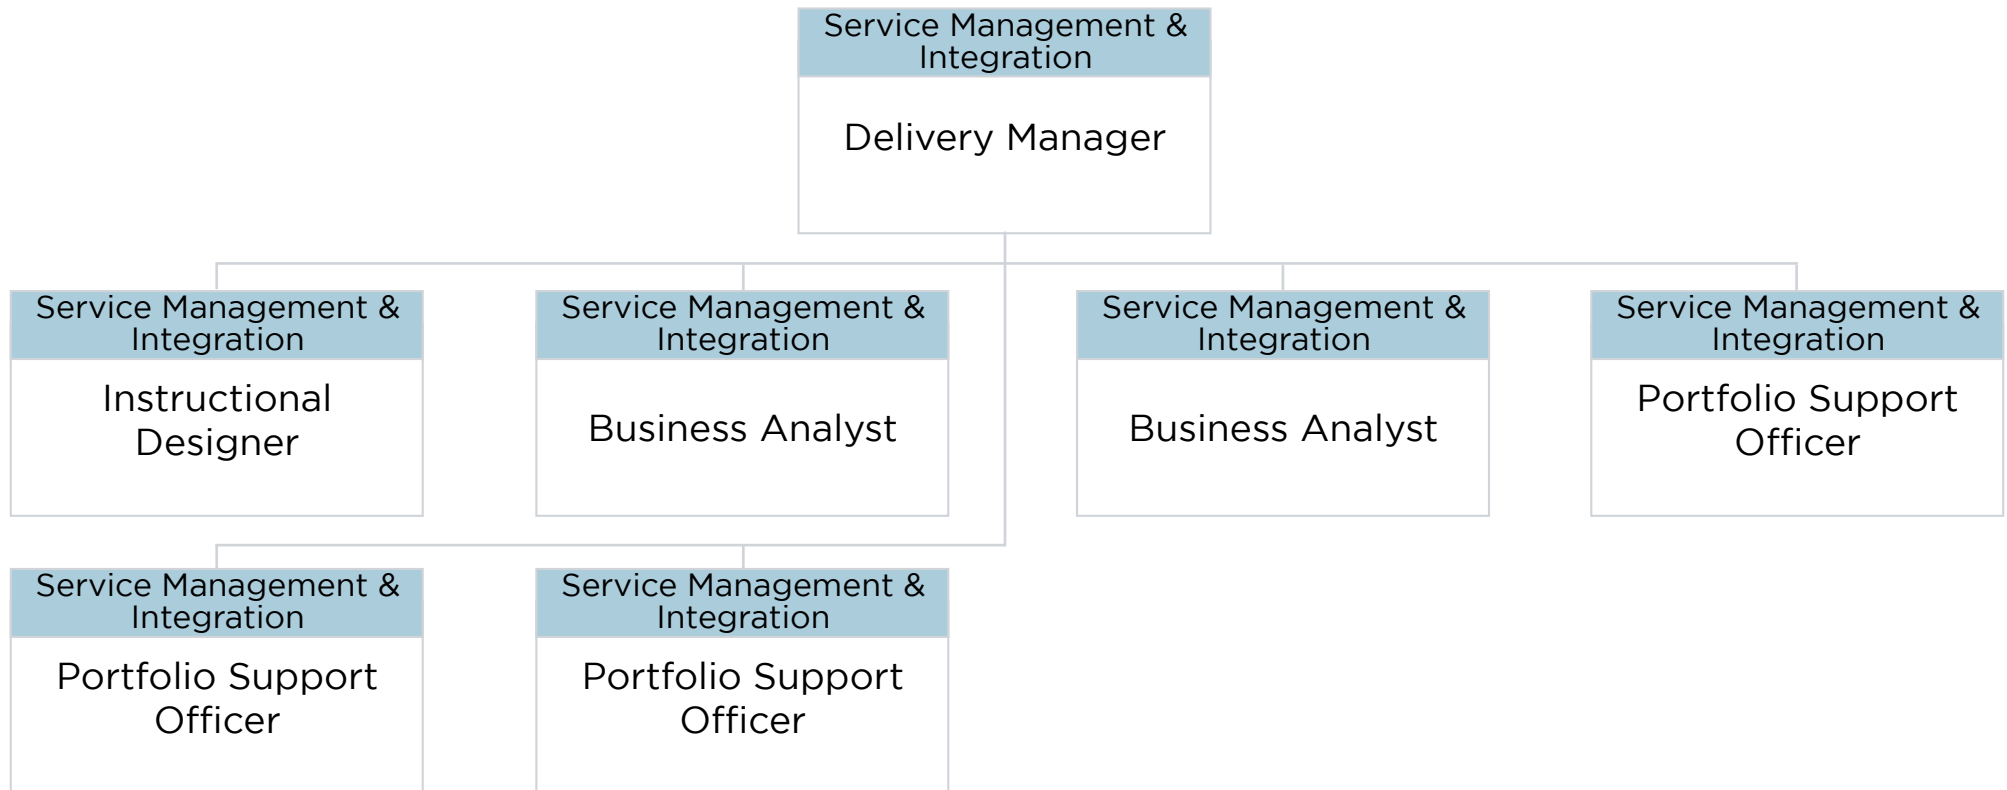 Service Management &
Integration
Delivery Manager
Service Management &
Integration
Instructional
Designer
Service Management &
Integration
Business Analyst
Service Management &
Integration
Business Analyst
Service Management &
Integration
Portfolio Support
Officer
Service Management &
Integration
Portfolio Support
Officer
Service Management &
Integration
Portfolio Support
Officer